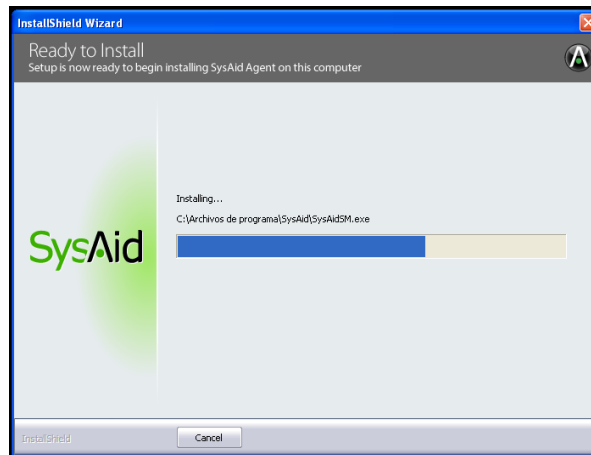 InstallShield Wizard
Ready to Install
Setup is now ready to begin installing SysAid Agent on this computer
Installing...
C:\Archivos de programa\SysAid\SysAidSM.exe
SysAid
InstallShield
Cancel